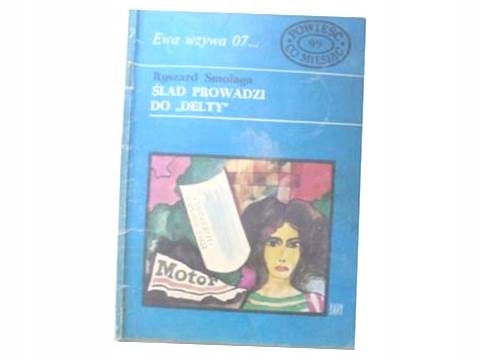 Ewa wzywa 07...
POWIEŚĆ
99
CO MIESIĄC
Ryszard Smolaga
ŚLAD PROWADZI
DO „DELTY"
Motor